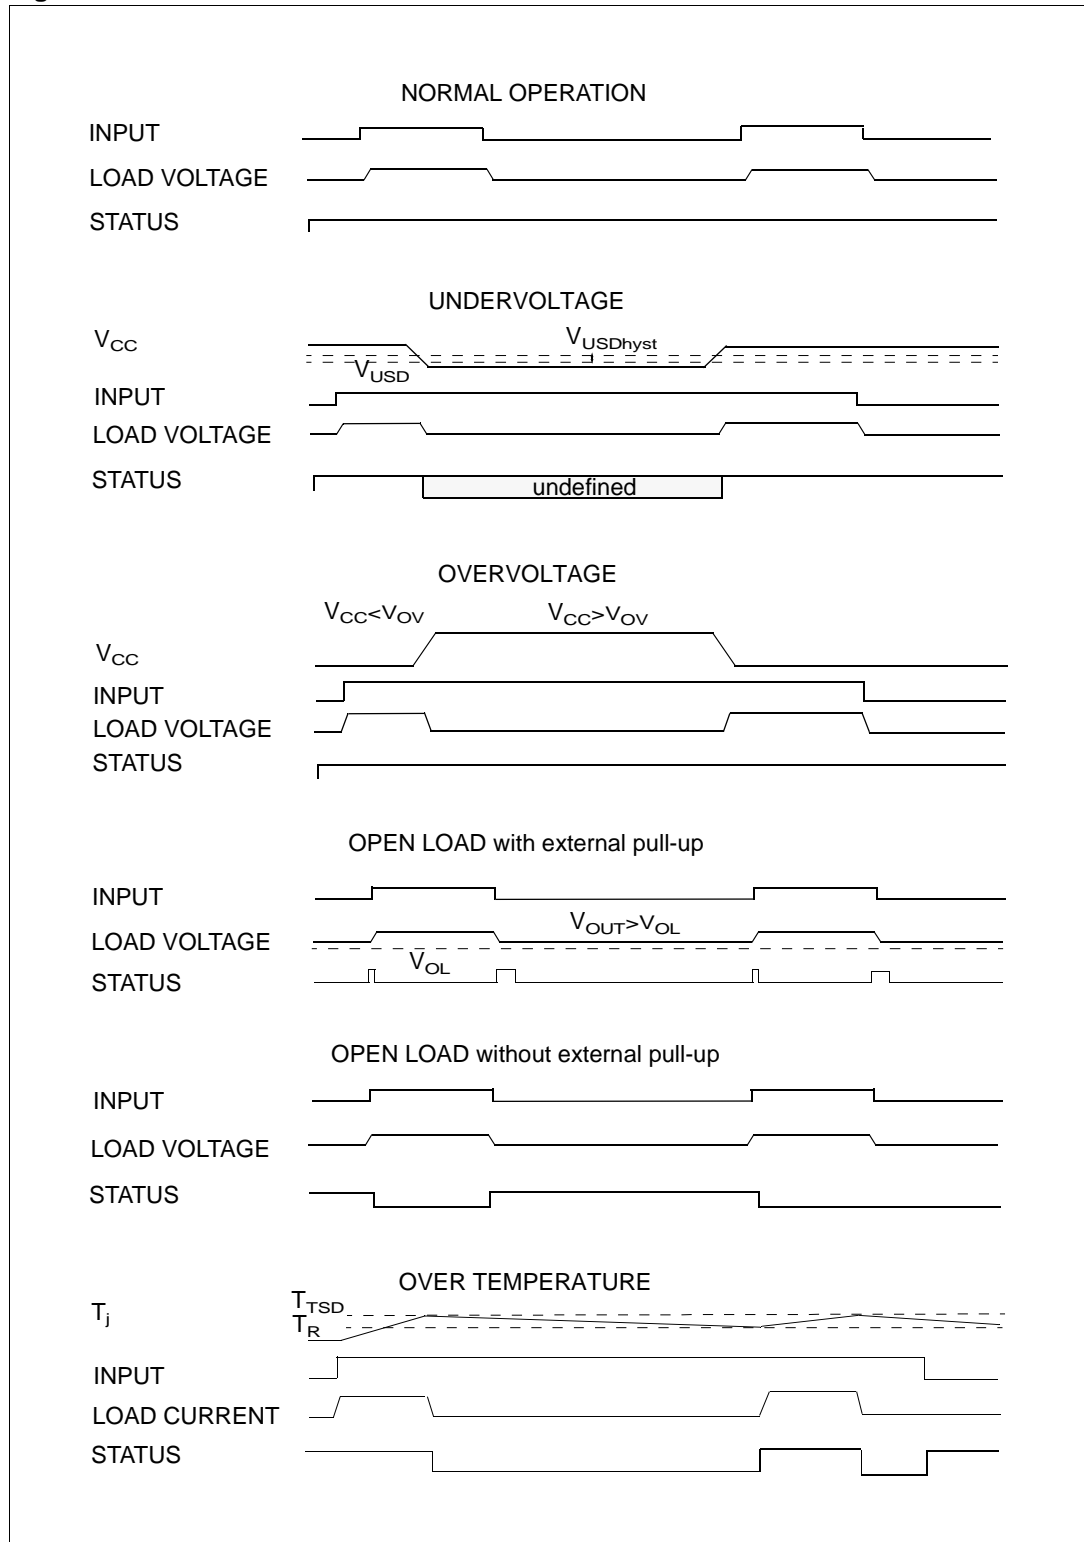 NORMAL OPERATION
INPUT
LOAD VOLTAGE
STATUS
UNDERVOLTAGE
VCC
VUSDhyst
VUSD
INPUT
LOAD VOLTAGE
STATUS
undefined
OVERVOLTAGE
VCC<VOV
VCC>VOV
VCC
INPUT
LOAD VOLTAGE
STATUS
OPEN LOAD with external pull-up
INPUT
VOUT>VOL
LOAD VOLTAGE
VOL
STATUS
OPEN LOAD without external pull-up
INPUT
LOAD VOLTAGE
STATUS
OVER TEMPERATURE
TTSD
Tj
TR
INPUT
LOAD CURRENT
STATUS